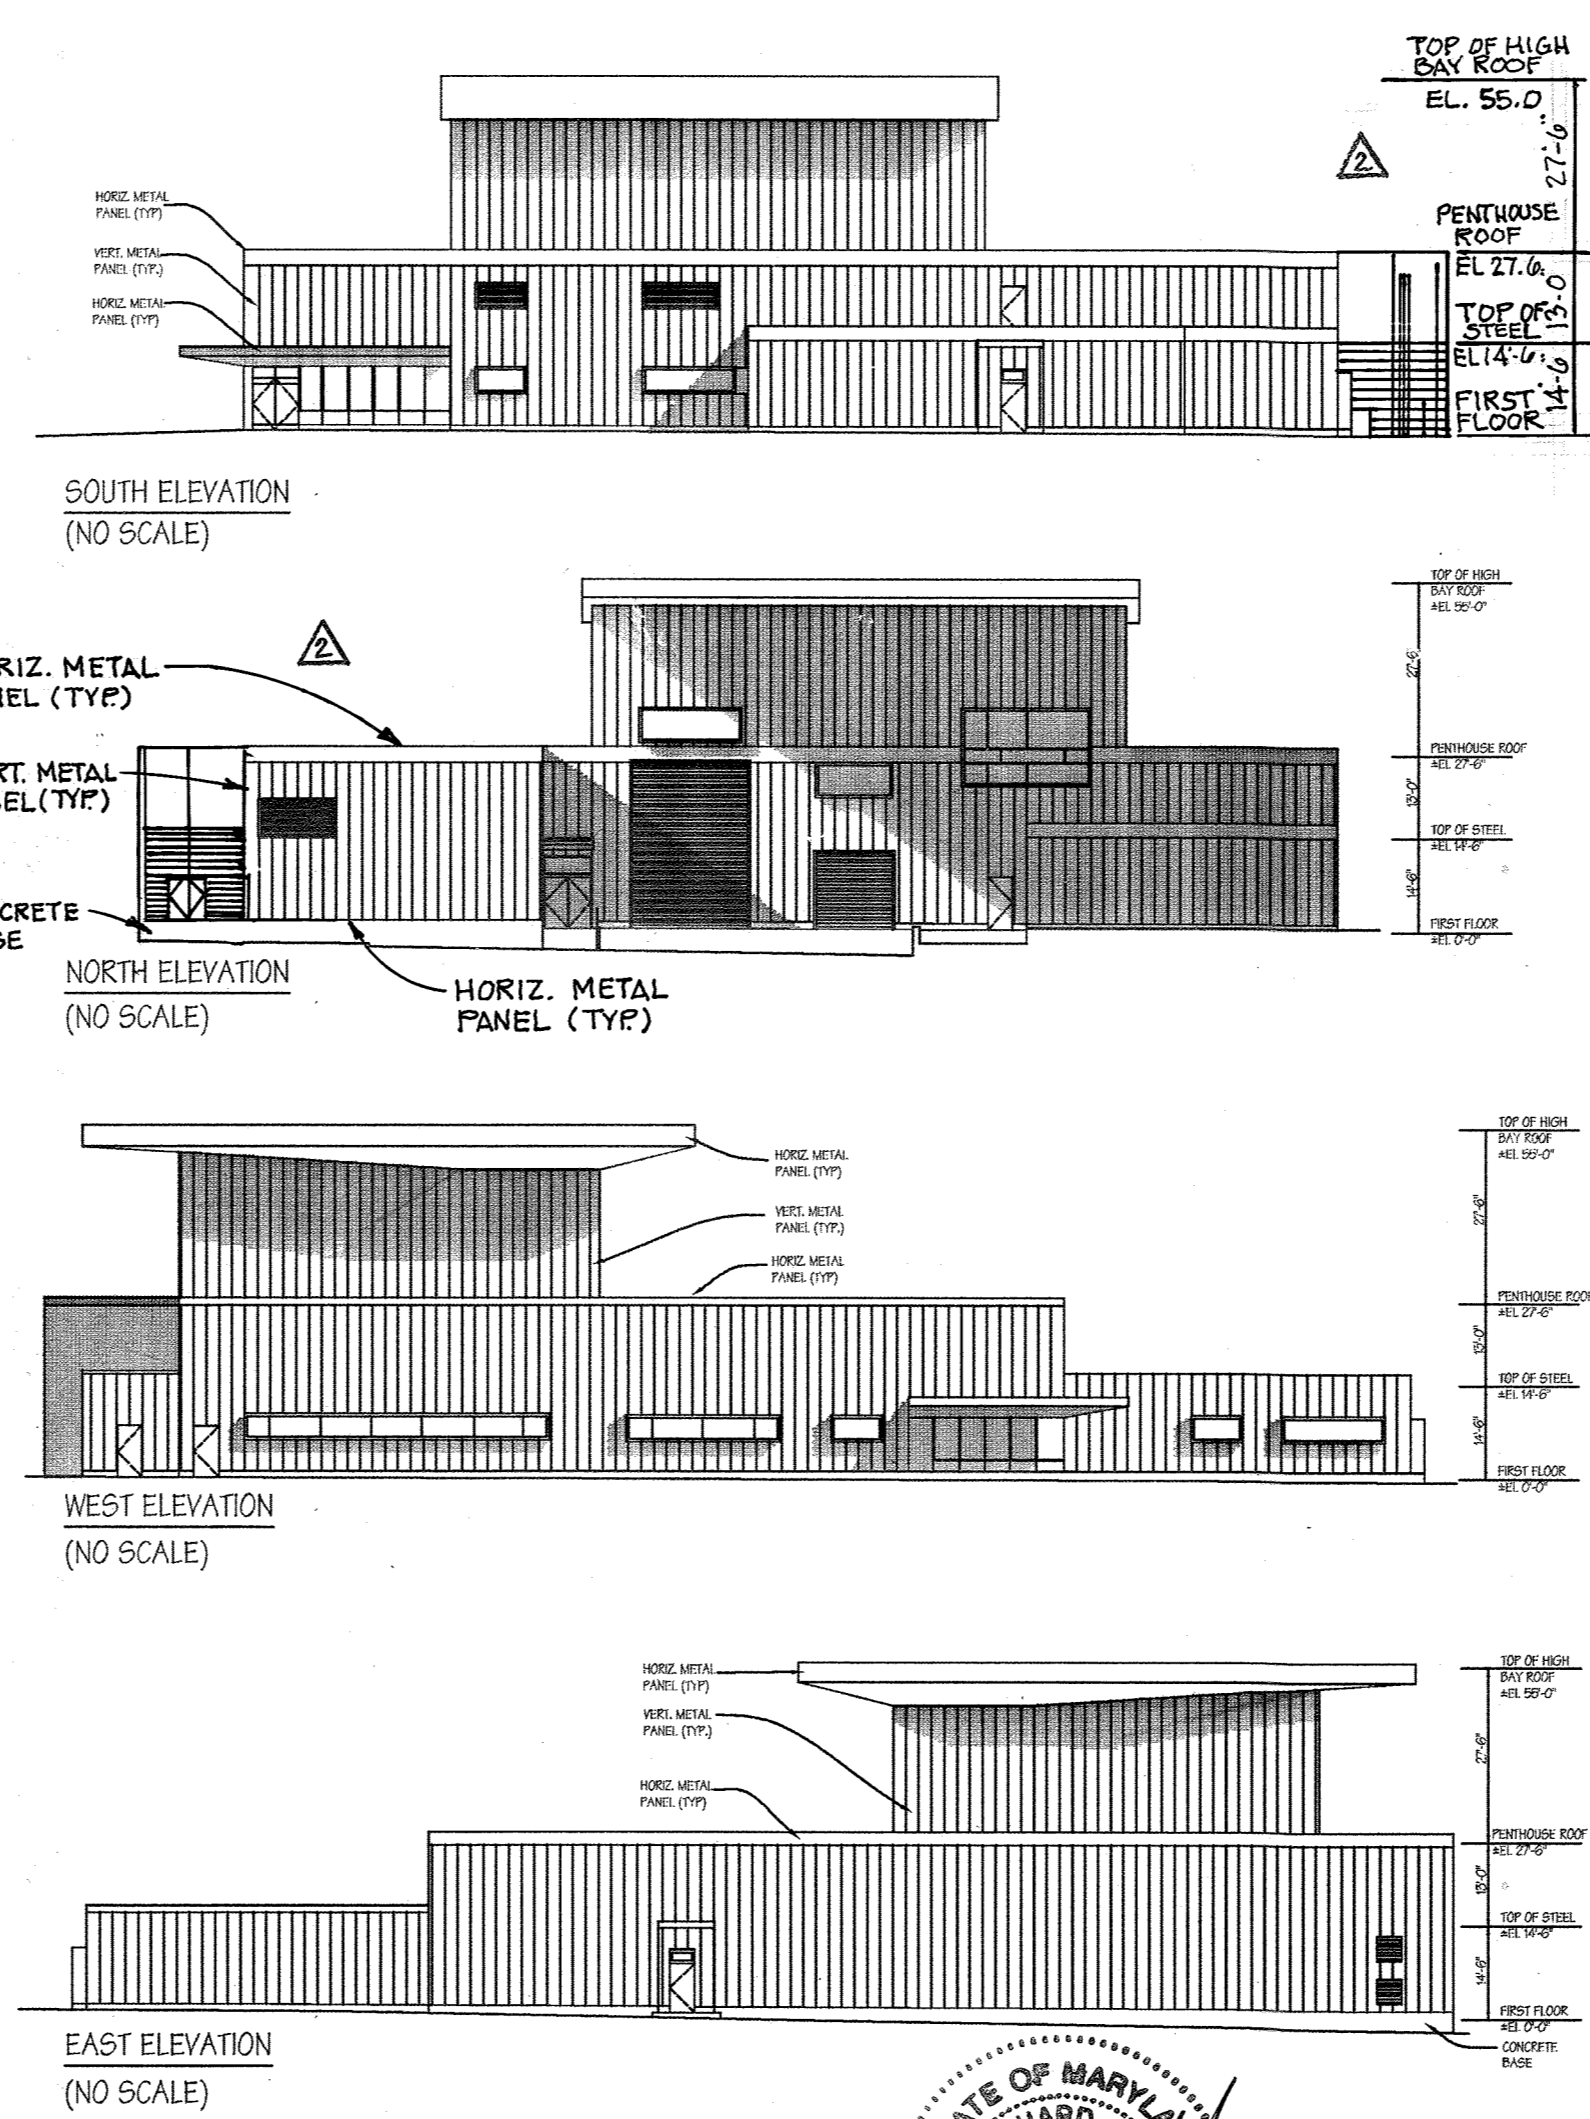 TOP OF HIGH
BAY ROOF
EL. 55.0
27'-6"
2
PENTHOUSE
ROOF
EL 27.6.
13-0
TOP OF
STEEL
EL 14'-6"
14-6
FIRST
FLOOR
HORIZ. METAL
PANEL (TYP)
VERT. METAL
PANEL (TYP.)
HORIZ. METAL
PANEL (TYP)
SOUTH ELEVATION
(NO SCALE)
TOP OF HIGH
BAY ROOF
±EL 55'-0"
27'-6"
PENTHOUSE ROOF
±EL 27'-6"
13'-0"
TOP OF STEEL
±EL 14'-6"
14'-6"
FIRST FLOOR
±EL 0'-0"
2
RIZ. METAL
NEL (TYP.)
RT. METAL
EL (TYP.)
CRETE
SE
HORIZ. METAL
PANEL (TYP.)
NORTH ELEVATION
(NO SCALE)
TOP OF HIGH
BAY ROOF
±EL 55'-0"
27'-6"
PENTHOUSE ROOF
±EL 27'-6"
13'-0"
TOP OF STEEL
±EL 14'-6"
14'-6"
FIRST FLOOR
±EL 0'-0"
HORIZ. METAL
PANEL (TYP)
VERT. METAL
PANEL (TYP.)
HORIZ. METAL
PANEL (TYP)
WEST ELEVATION
(NO SCALE)
HORIZ. METAL
PANEL (TYP)
VERT. METAL
PANEL (TYP.)
HORIZ. METAL
PANEL (TYP)
TOP OF HIGH
BAY ROOF
±EL 55'-0"
27'-6"
PENTHOUSE ROOF
±EL 27'-6"
13'-0"
TOP OF STEEL
±EL 14'-6"
14'-6"
FIRST FLOOR
±EL 0'-0"
CONCRETE
BASE
EAST ELEVATION
(NO SCALE)
ATE OF MARYLA